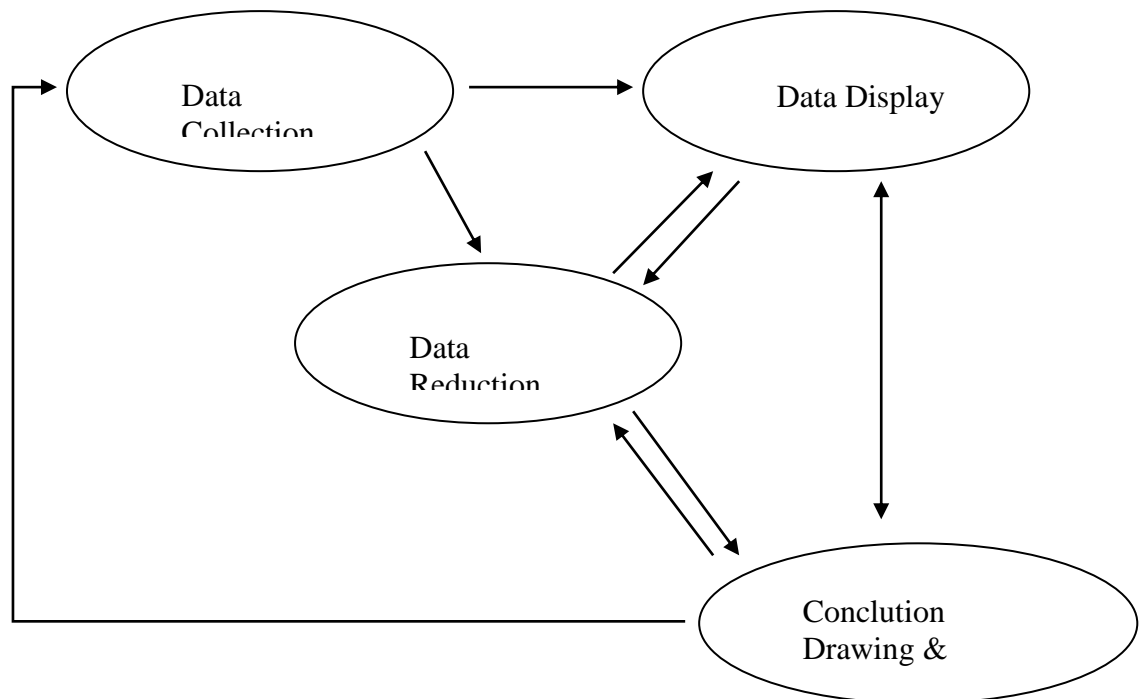 Data
Collection
Data Display
Data
Reduction
Conclution
Drawing &